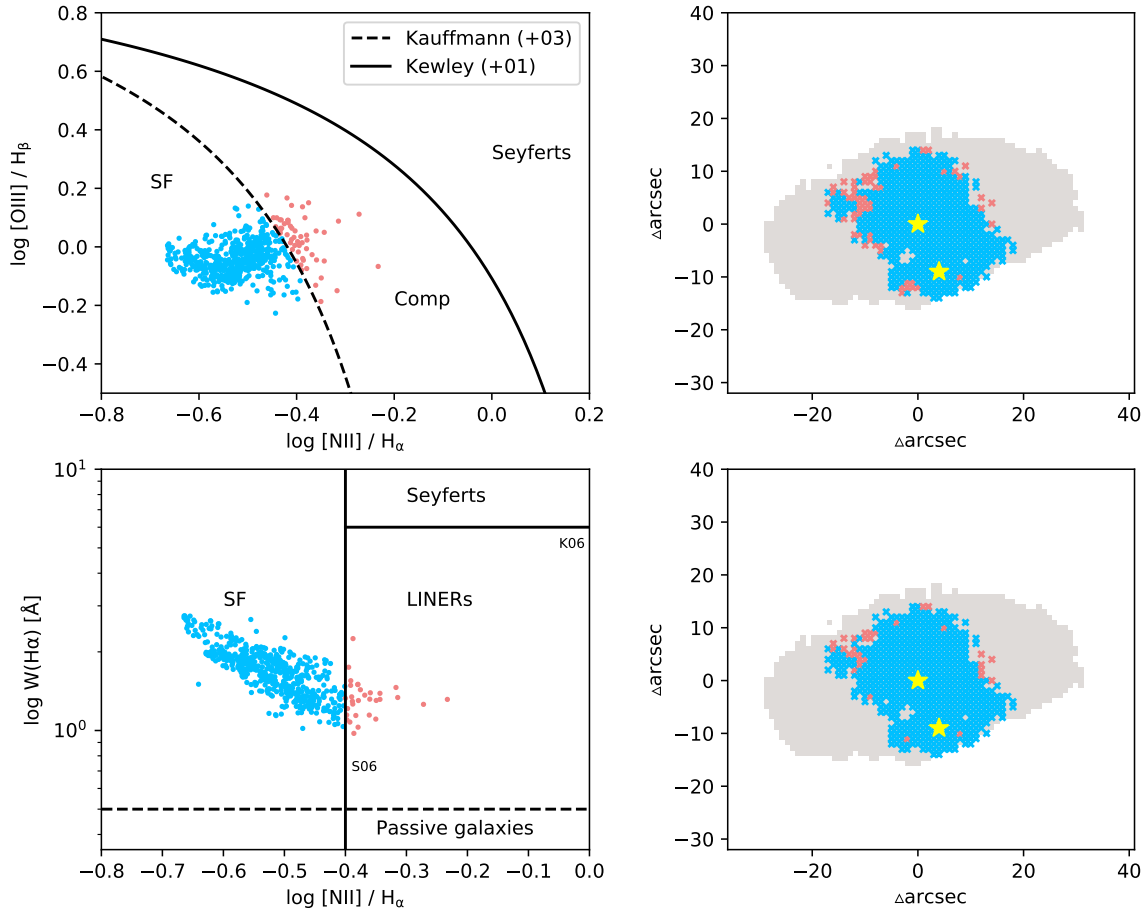 0.8
0.6
0.4
0.2
0.0
−0.2
−0.4
log [OIII] / Hβ
Kauffmann (+03)
Kewley (+01)
Seyferts
SF
Comp
−0.8 −0.6 −0.4 −0.2 0.0 0.2
log [NII] / Hα
40
30
20
10
0
−10
−20
−30
▵arcsec
−20 0 20 40
▵arcsec
10¹
10⁰
log W(Hα) [Å]
Seyferts
K06
SF
LINERs
S06
Passive galaxies
−0.8 −0.7 −0.6 −0.5 −0.4 −0.3 −0.2 −0.1 0.0
log [NII] / Hα
40
30
20
10
0
−10
−20
−30
▵arcsec
−20 0 20 40
▵arcsec